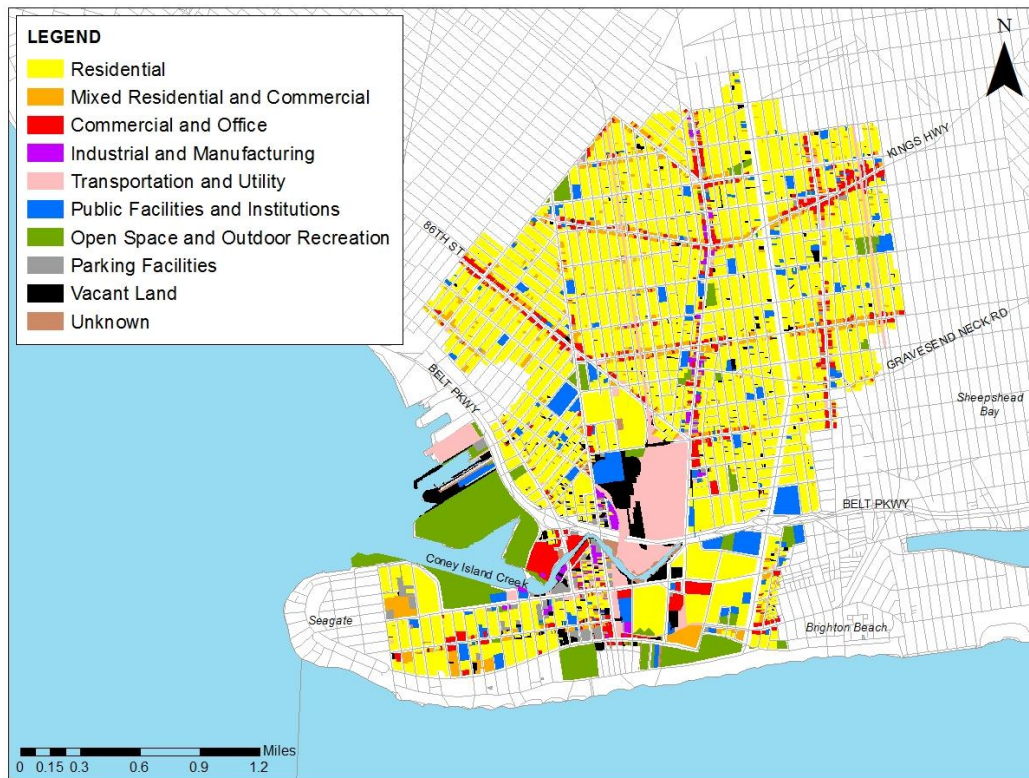 LEGEND
Residential
Mixed Residential and Commercial
Commercial and Office
Industrial and Manufacturing
Transportation and Utility
Public Facilities and Institutions
Open Space and Outdoor Recreation
Parking Facilities
Vacant Land
Unknown
N
KINGS HWY
86TH ST
GRAVESEND NECK RD
BELT PKWY
Sheepshead
Bay
BELT PKWY
Coney Island Creek
Seagate
Brighton Beach
Miles
0 0.15 0.3 0.6 0.9 1.2